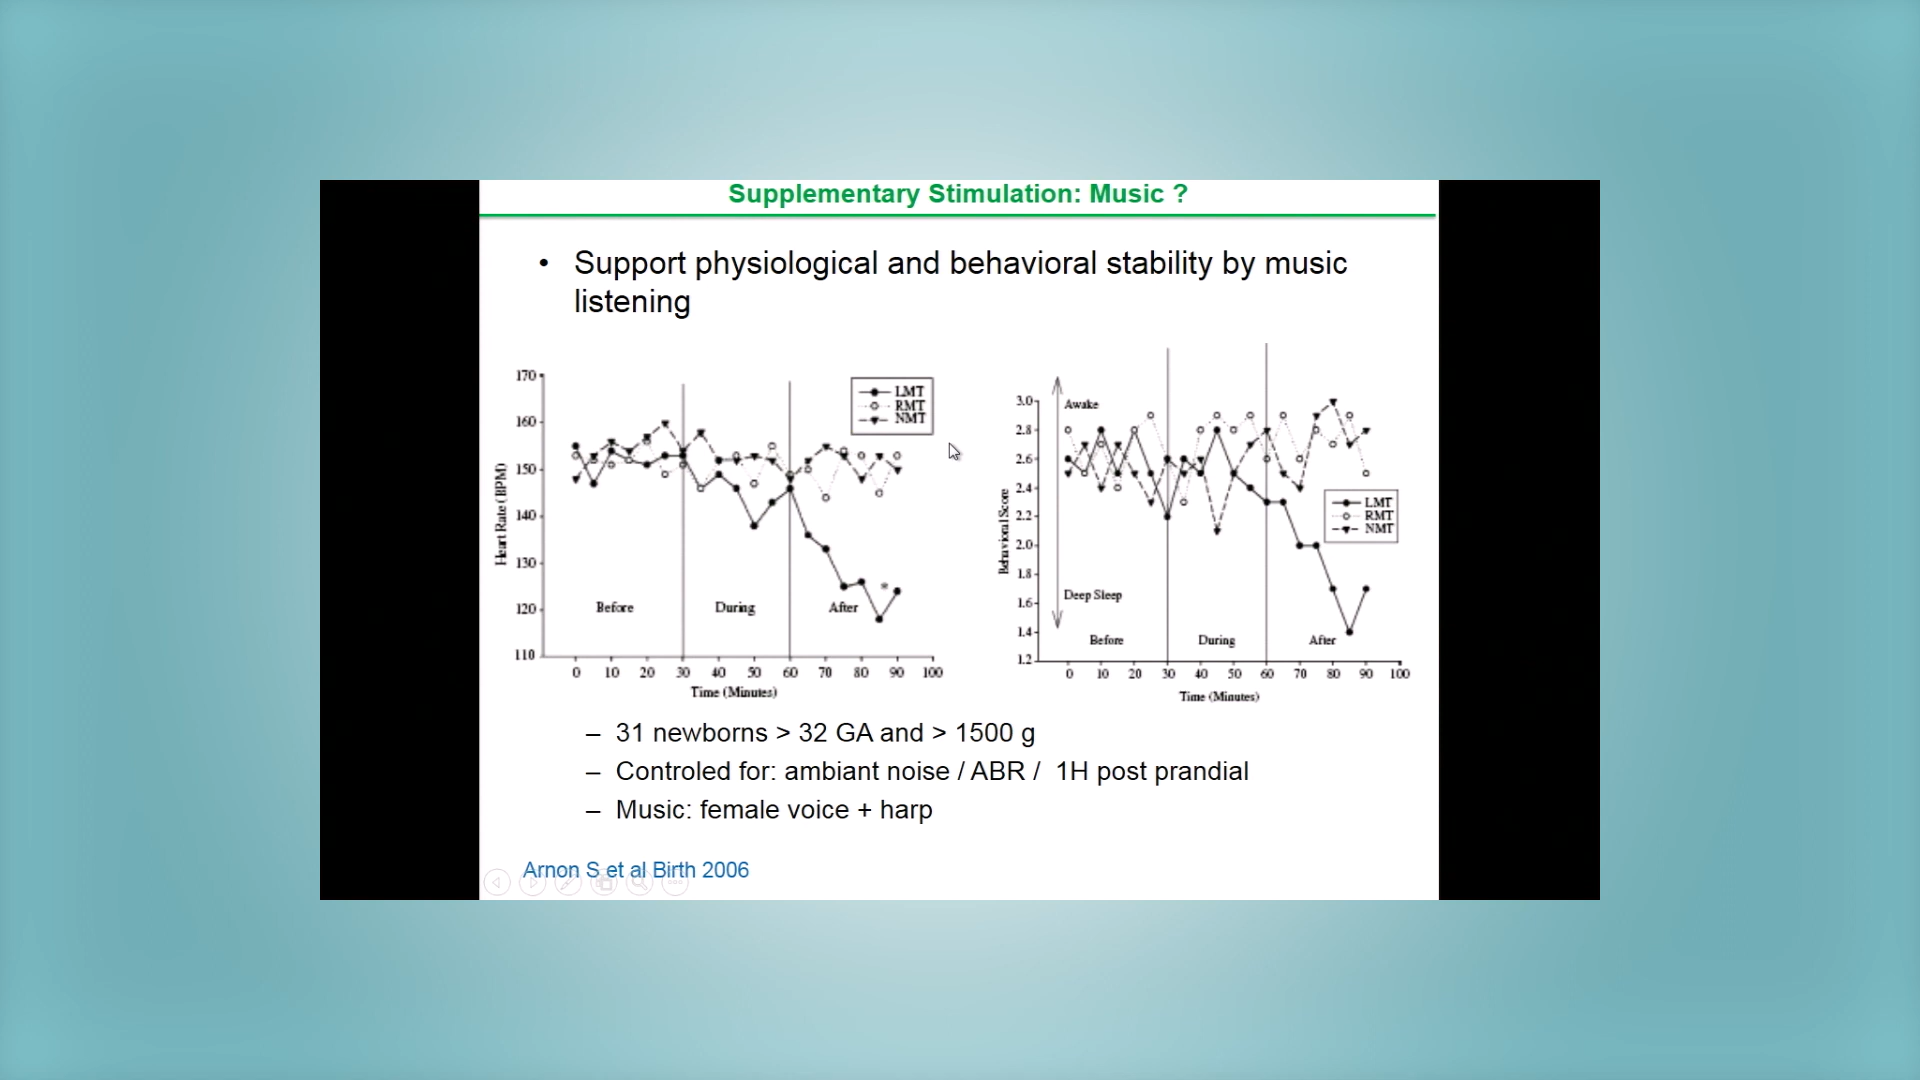 Supplementary Stimulation: Music ?
• Support physiological and behavioral stability by music
listening
170
160
150
140
130
120
110
Heart Rate (BPM)
LMT
RMT
NMT
*
Before During After
0 10 20 30 40 50 60 70 80 90 100
Time (Minutes)
3.0
2.8
2.6
2.4
2.2
2.0
1.8
1.6
1.4
1.2
Behavioral Score
Awake
Deep Sleep
LMT
RMT
NMT
Before During After
0 10 20 30 40 50 60 70 80 90 100
Time (Minutes)
– 31 newborns > 32 GA and > 1500 g
– Controled for: ambiant noise / ABR / 1H post prandial
– Music: female voice + harp
Arnon S et al Birth 2006